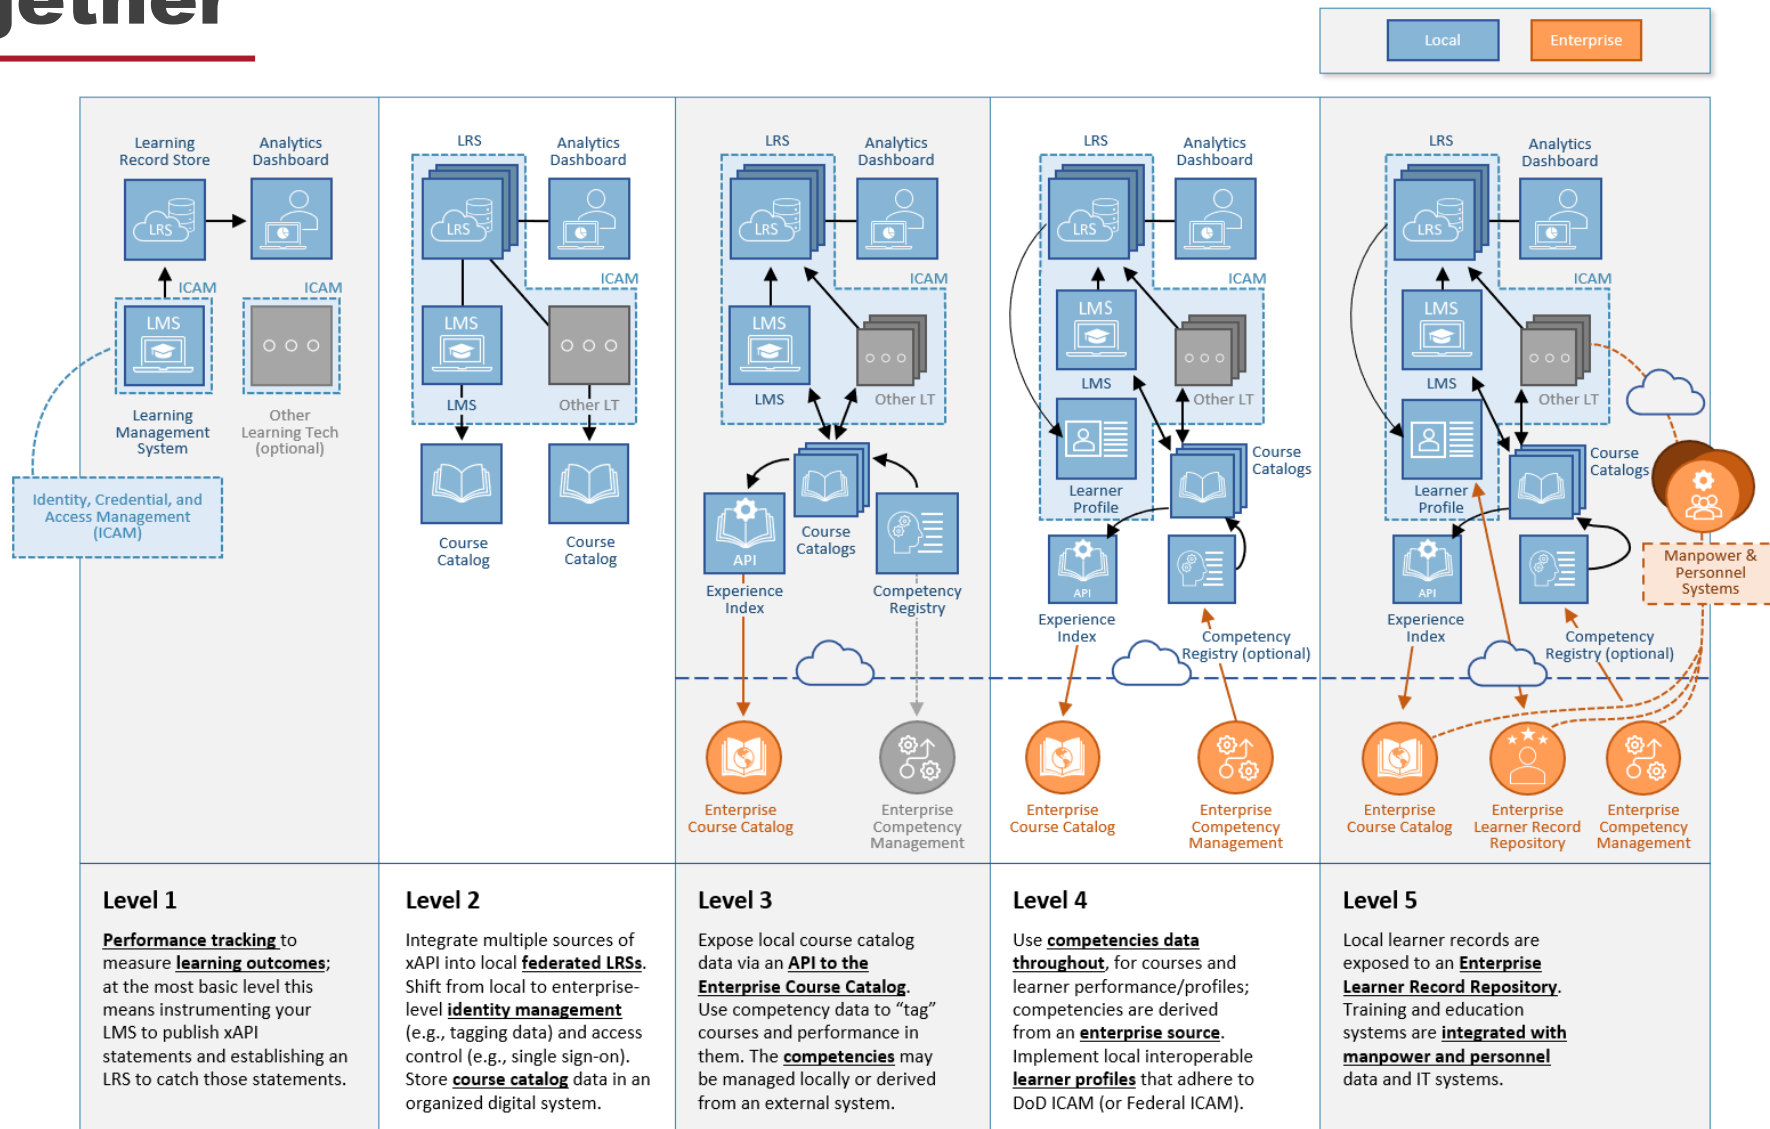 gether
Local
Enterprise
Learning
Record Store
Analytics
Dashboard
LRS
ICAM
ICAM
LMS
Learning
Management
System
Other
Learning Tech
(optional)
Identity, Credential, and
Access Management
(ICAM)
LRS
Analytics
Dashboard
LRS
ICAM
LMS
LMS
Other LT
Course
Catalog
Course
Catalog
LRS
Analytics
Dashboard
LRS
ICAM
LMS
LMS
Other LT
API
Course
Catalogs
Experience
Index
Competency
Registry
Enterprise
Course Catalog
Enterprise
Competency
Management
LRS
Analytics
Dashboard
LRS
ICAM
LMS
LMS
Other LT
Course
Catalogs
Learner
Profile
API
Experience
Index
Competency
Registry (optional)
Enterprise
Course Catalog
Enterprise
Competency
Management
LRS
Analytics
Dashboard
LRS
ICAM
LMS
LMS
Other LT
Course
Catalogs
Learner
Profile
Manpower &
Personnel
Systems
API
Experience
Index
Competency
Registry (optional)
Enterprise
Course Catalog
Enterprise
Learner Record
Repository
Enterprise
Competency
Management
Level 1
Performance tracking to
measure learning outcomes;
at the most basic level this
means instrumenting your
LMS to publish xAPI
statements and establishing an
LRS to catch those statements.
Level 2
Integrate multiple sources of
xAPI into local federated LRSs.
Shift from local to enterprise-
level identity management
(e.g., tagging data) and access
control (e.g., single sign-on).
Store course catalog data in an
organized digital system.
Level 3
Expose local course catalog
data via an API to the
Enterprise Course Catalog.
Use competency data to “tag”
courses and performance in
them. The competencies may
be managed locally or derived
from an external system.
Level 4
Use competencies data
throughout, for courses and
learner performance/profiles;
competencies are derived
from an enterprise source.
Implement local interoperable
learner profiles that adhere to
DoD ICAM (or Federal ICAM).
Level 5
Local learner records are
exposed to an Enterprise
Learner Record Repository.
Training and education
systems are integrated with
manpower and personnel
data and IT systems.